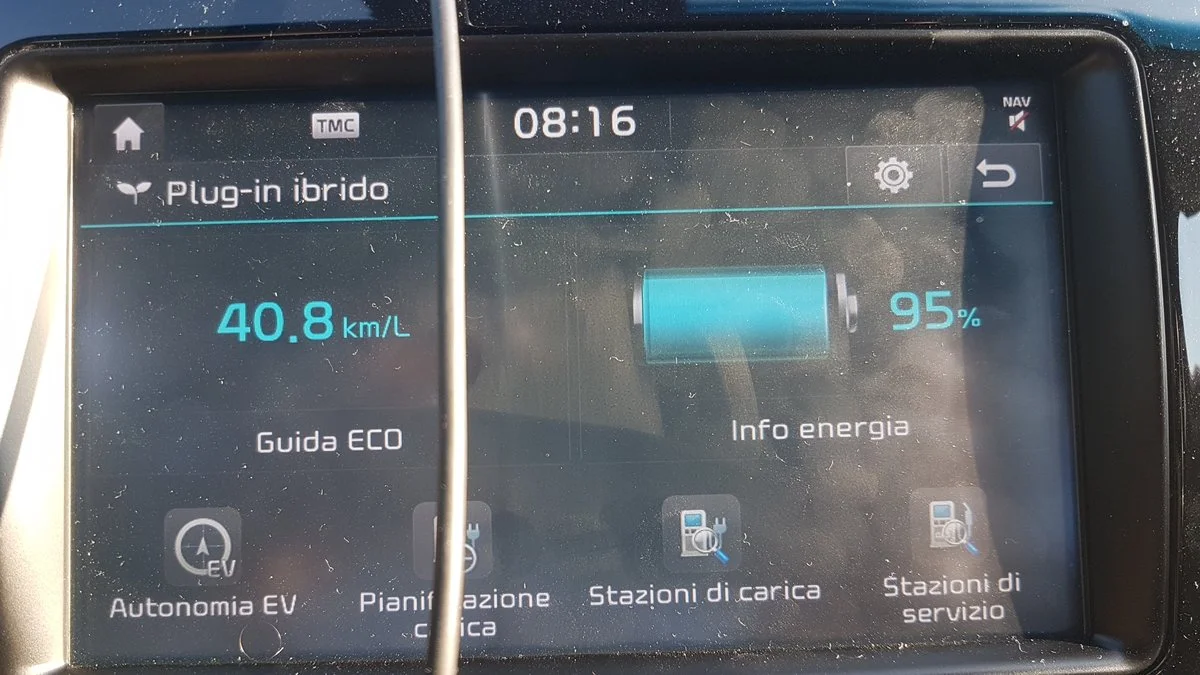 TMC
08:16
NAV
Plug-in ibrido
40.8 km/L
95%
Guida ECO
Info energia
EV
Autonomia EV
Stazioni di carica
Stazioni di
servizio